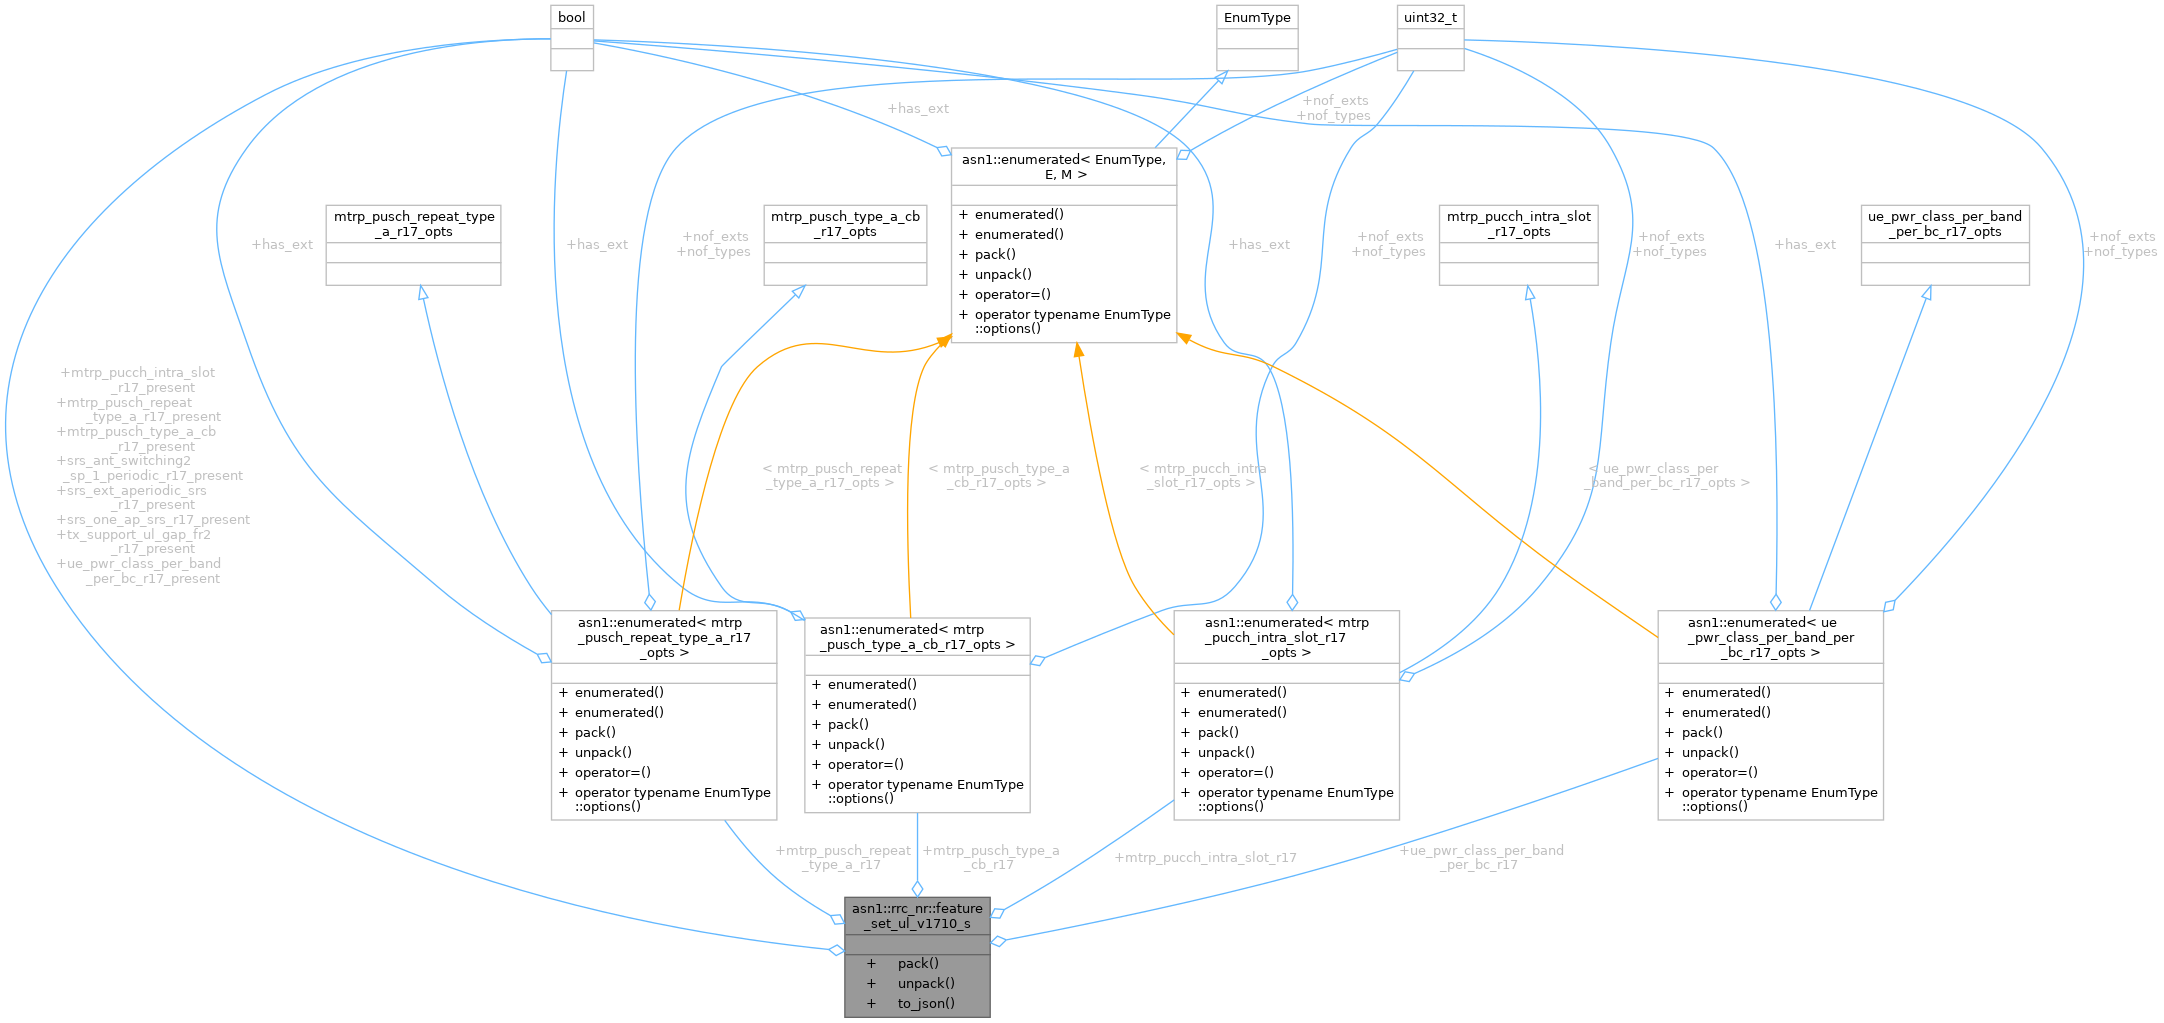 bool
EnumType
uint32_t
+has_ext
+nof_exts
+nof_types
asn1::enumerated< EnumType,
E, M >
+ enumerated()
+ enumerated()
+ pack()
+ unpack()
+ operator=()
+ operator typename EnumType
::options()
mtrp_pusch_repeat_type
_a_r17_opts
mtrp_pusch_type_a_cb
_r17_opts
mtrp_pucch_intra_slot
_r17_opts
ue_pwr_class_per_band
_per_bc_r17_opts
+has_ext
+has_ext
+nof_exts
+nof_types
+has_ext
+nof_exts
+nof_types
+nof_exts
+nof_types
+has_ext
+nof_exts
+nof_types
+mtrp_pucch_intra_slot
_r17_present
+mtrp_pusch_repeat
_type_a_r17_present
+mtrp_pusch_type_a_cb
_r17_present
+srs_ant_switching2
_sp_1_periodic_r17_present
+srs_ext_aperiodic_srs
_r17_present
+srs_one_ap_srs_r17_present
+tx_support_ul_gap_fr2
_r17_present
+ue_pwr_class_per_band
_per_bc_r17_present
< mtrp_pusch_repeat
_type_a_r17_opts >
< mtrp_pusch_type_a
_cb_r17_opts >
< mtrp_pucch_intra
_slot_r17_opts >
< ue_pwr_class_per
_band_per_bc_r17_opts >
asn1::enumerated< mtrp
_pusch_repeat_type_a_r17
_opts >
+ enumerated()
+ enumerated()
+ pack()
+ unpack()
+ operator=()
+ operator typename EnumType
::options()
asn1::enumerated< mtrp
_pusch_type_a_cb_r17_opts >
+ enumerated()
+ enumerated()
+ pack()
+ unpack()
+ operator=()
+ operator typename EnumType
::options()
asn1::enumerated< mtrp
_pucch_intra_slot_r17
_opts >
+ enumerated()
+ enumerated()
+ pack()
+ unpack()
+ operator=()
+ operator typename EnumType
::options()
asn1::enumerated< ue
_pwr_class_per_band_per
_bc_r17_opts >
+ enumerated()
+ enumerated()
+ pack()
+ unpack()
+ operator=()
+ operator typename EnumType
::options()
+mtrp_pusch_repeat
_type_a_r17
+mtrp_pusch_type_a
_cb_r17
+mtrp_pucch_intra_slot_r17
+ue_pwr_class_per_band
_per_bc_r17
asn1::rrc_nr::feature
_set_ul_v1710_s
+ pack()
+ unpack()
+ to_json()